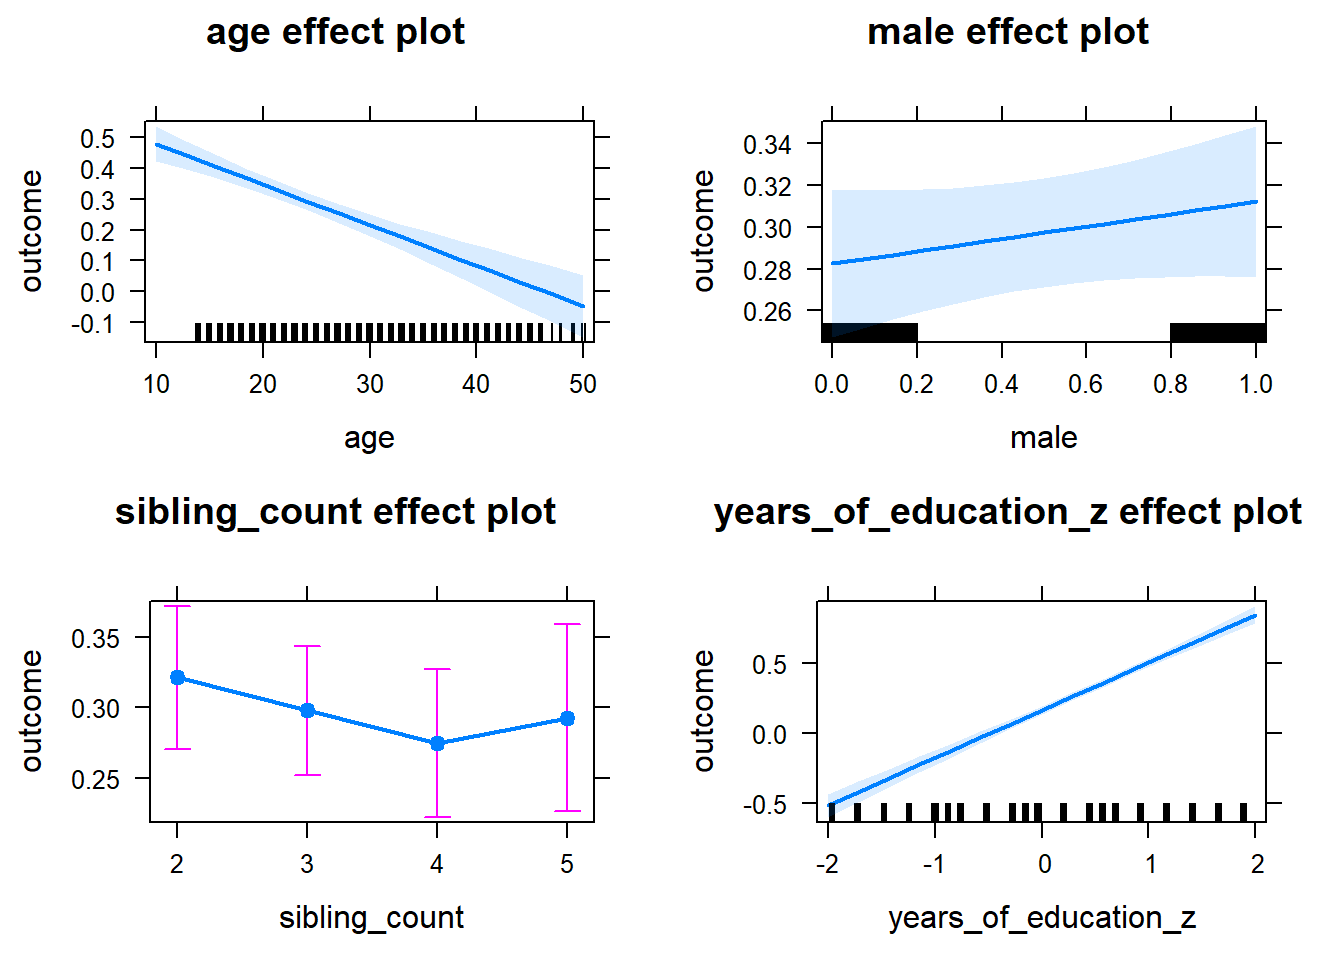 age effect plot
outcome
0.5
0.4
0.3
0.2
0.1
0.0
-0.1
10 20 30 40 50
age
male effect plot
outcome
0.34
0.32
0.30
0.28
0.26
0.0 0.2 0.4 0.6 0.8 1.0
male
sibling_count effect plot
outcome
0.35
0.30
0.25
2 3 4 5
sibling_count
years_of_education_z effect plot
outcome
0.5
0.0
-0.5
-2 -1 0 1 2
years_of_education_z